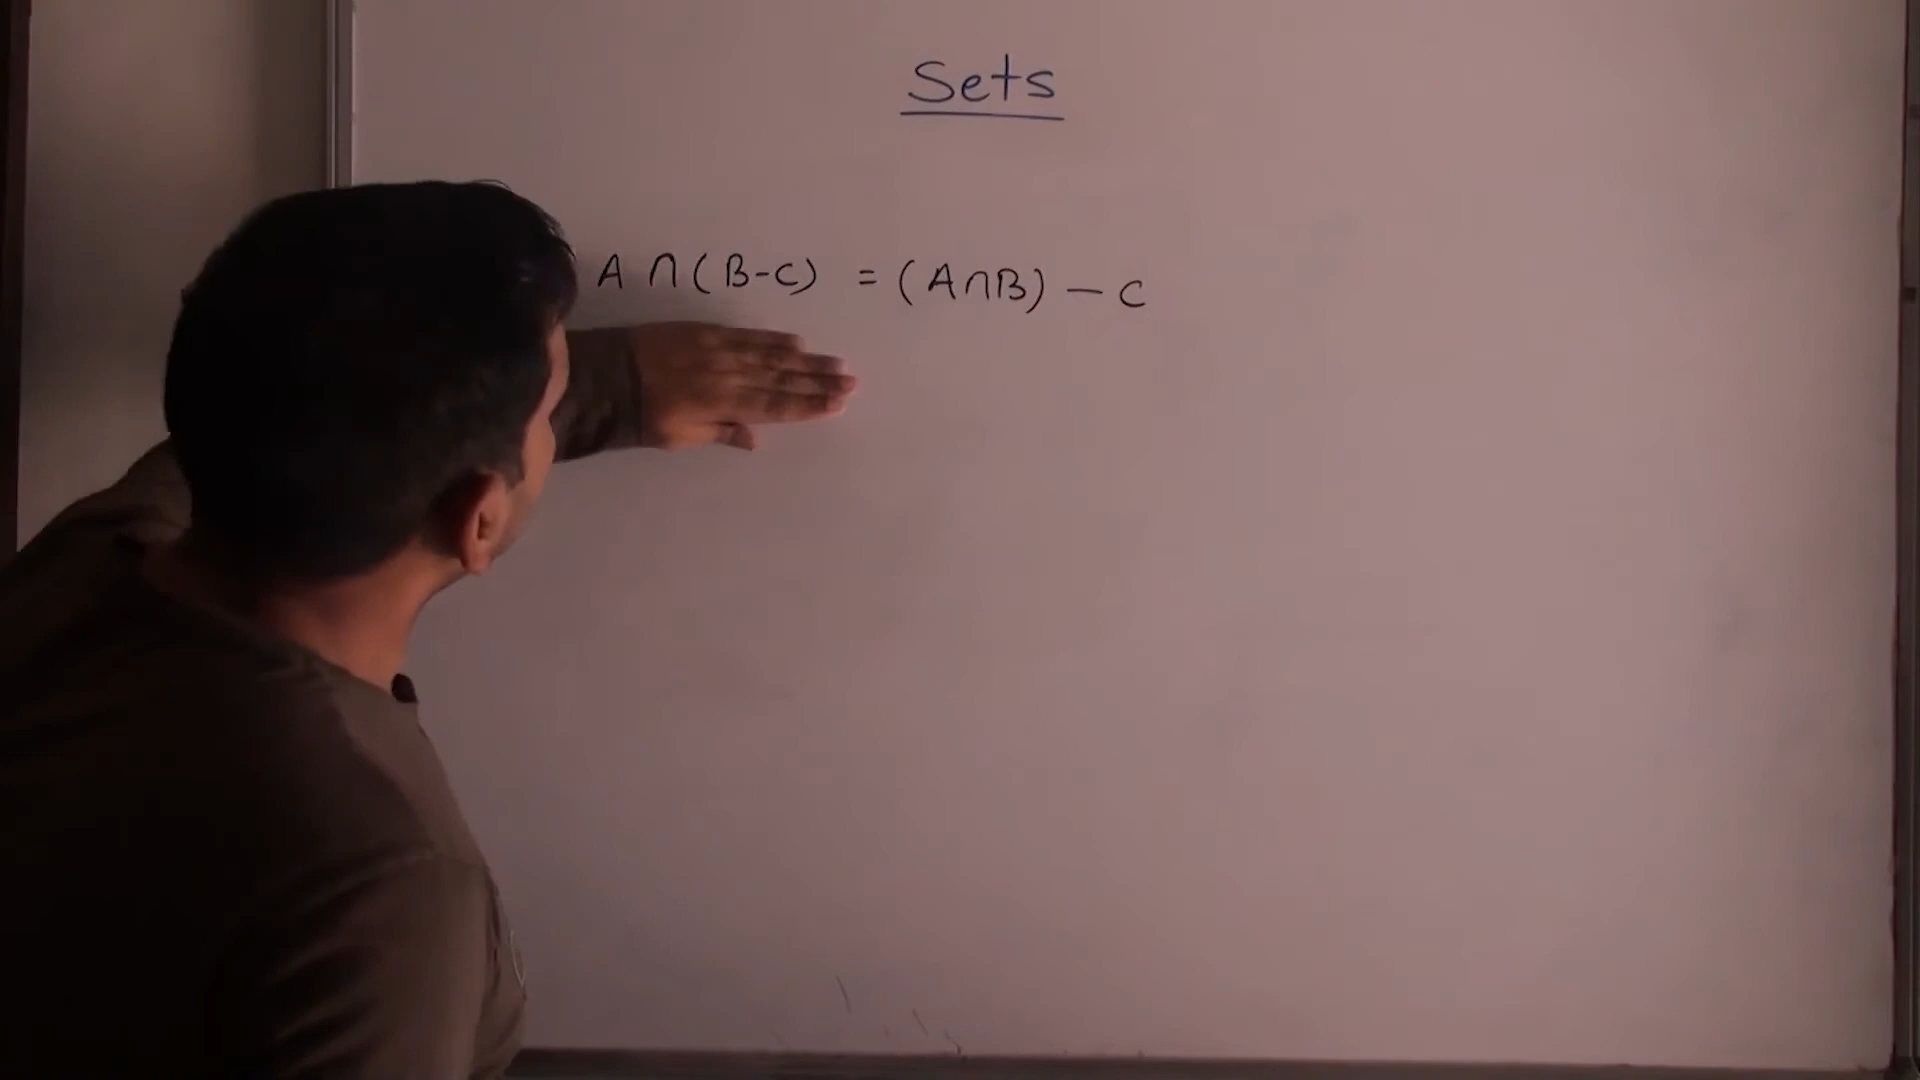 Sets
A ∩ (B-C) = (A∩B) - C